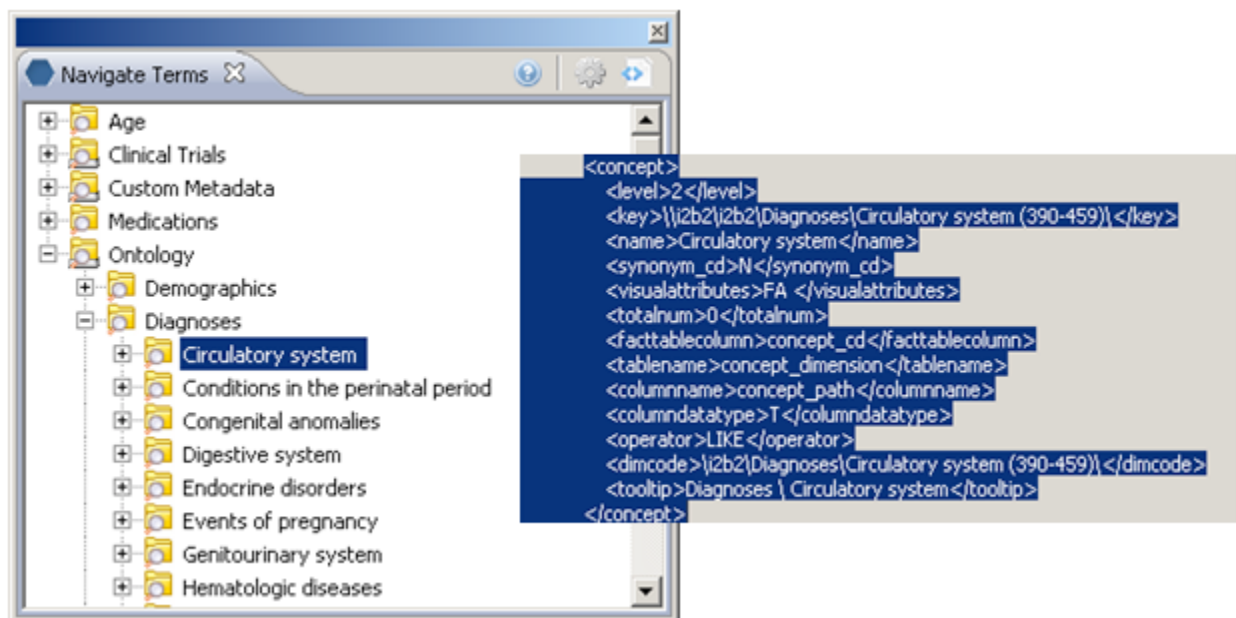 Navigate Terms
Age
Clinical Trials
Custom Metadata
Medications
Ontology
Demographics
Diagnoses
Circulatory system
Conditions in the perinatal period
Congenital anomalies
Digestive system
Endocrine disorders
Events of pregnancy
Genitourinary system
Hematologic diseases
<concept>
<level>2</level>
<key>\\i2b2\i2b2\Diagnoses\Circulatory system (390-459)\</key>
<name>Circulatory system</name>
<synonym_cd>N</synonym_cd>
<visualattributes>FA </visualattributes>
<totalnum>0</totalnum>
<facttablecolumn>concept_cd</facttablecolumn>
<tablename>concept_dimension</tablename>
<columnname>concept_path</columnname>
<columndatatype>T</columndatatype>
<operator>LIKE</operator>
<dimcode>\i2b2\Diagnoses\Circulatory system (390-459)\</dimcode>
<tooltip>Diagnoses \ Circulatory system</tooltip>
</concept>